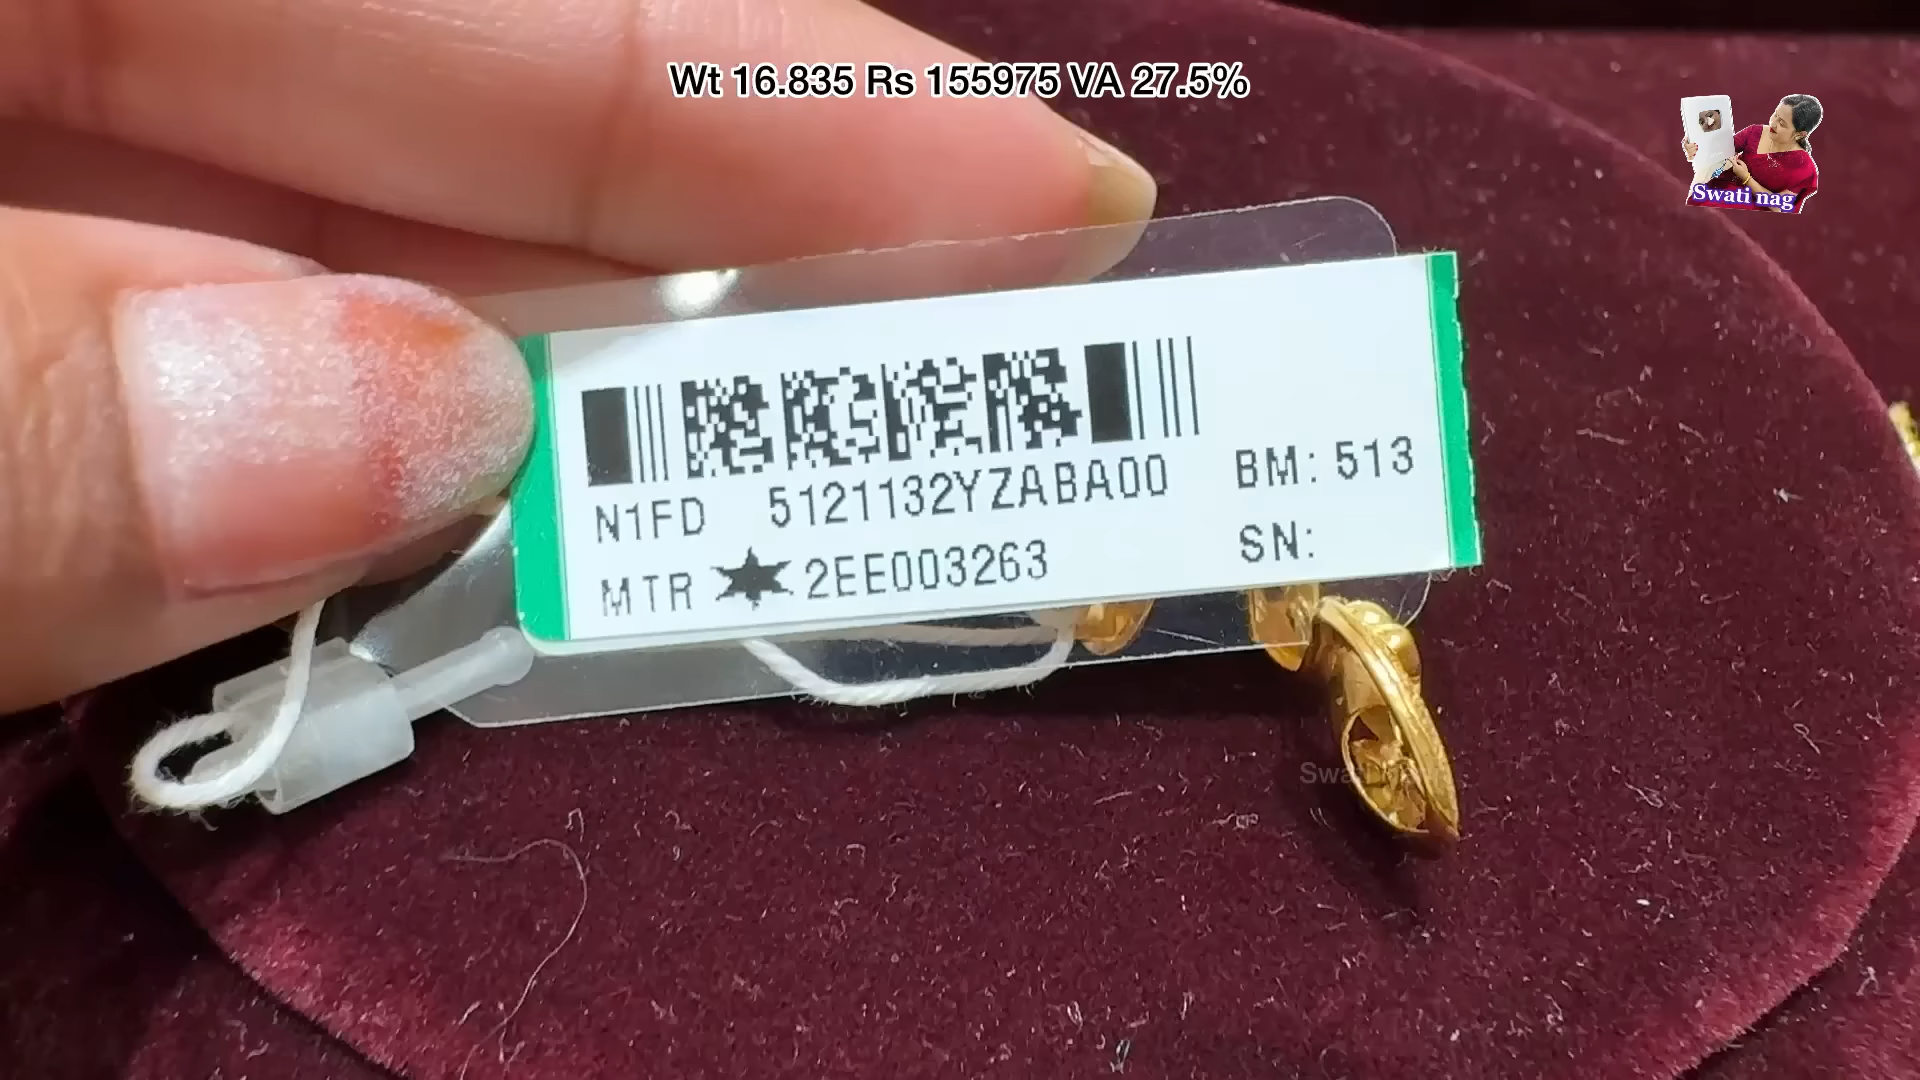 Wt 16.835 Rs 155975 VA 27.5%
Swati nag
N1FD 5121132YZABA00 BM: 513
MTR 2EE003263 SN: